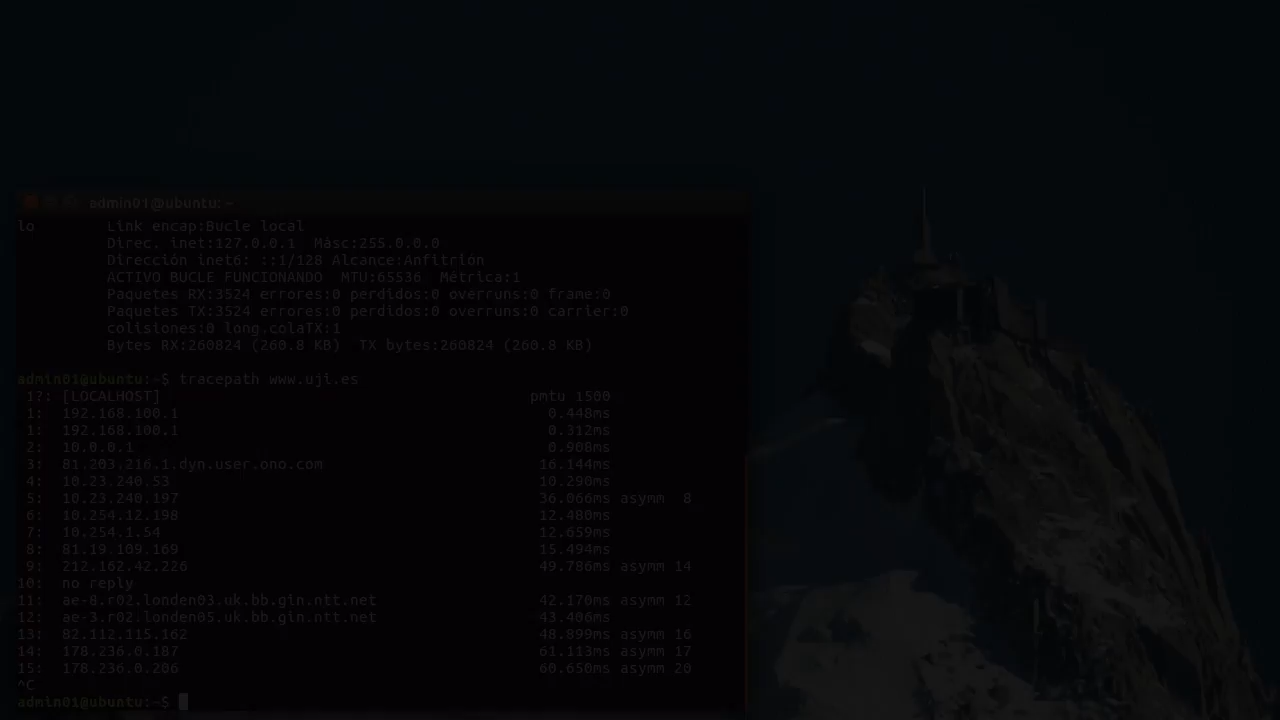 admin01@ubuntu: ~
lo Link encap:Bucle local
Direc. inet:127.0.0.1 Másc:255.0.0.0
Dirección inet6: ::1/128 Alcance:Anfitrión
ACTIVO BUCLE FUNCIONANDO MTU:65536 Métrica:1
Paquetes RX:3524 errores:0 perdidos:0 overruns:0 frame:0
Paquetes TX:3524 errores:0 perdidos:0 overruns:0 carrier:0
colisiones:0 long.colaTX:1
Bytes RX:260824 (260.8 KB) TX bytes:260824 (260.8 KB)
admin01@ubuntu:~$ tracepath www.uji.es
1?: [LOCALHOST] pmtu 1500
1: 192.168.100.1 0.448ms
1: 192.168.100.1 0.312ms
2: 10.0.0.1 0.908ms
3: 81.203.216.1.dyn.user.ono.com 16.144ms
4: 10.23.240.53 10.290ms
5: 10.23.240.197 36.066ms asymm 8
6: 10.254.12.198 12.480ms
7: 10.254.1.54 12.659ms
8: 81.19.109.169 15.494ms
9: 212.162.42.226 49.786ms asymm 14
10: no reply
11: ae-8.r02.londen03.uk.bb.gin.ntt.net 42.170ms asymm 12
12: ae-3.r02.londen05.uk.bb.gin.ntt.net 43.406ms
13: 82.112.115.162 48.899ms asymm 16
14: 178.236.0.187 61.113ms asymm 17
15: 178.236.0.206 60.650ms asymm 20
^C
admin01@ubuntu:~$